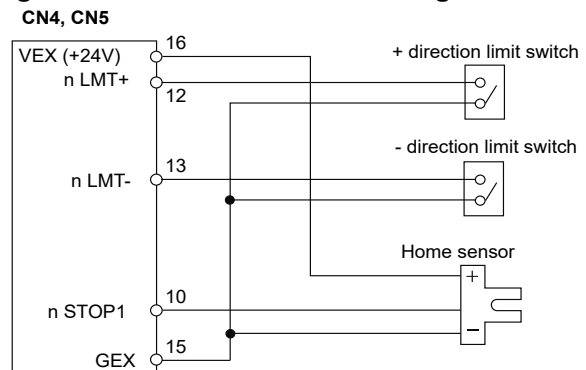 CN4, CN5
VEX (+24V)
16
+ direction limit switch
n LMT+
12
- direction limit switch
n LMT-
13
Home sensor
+
n STOP1
10
−
GEX
15